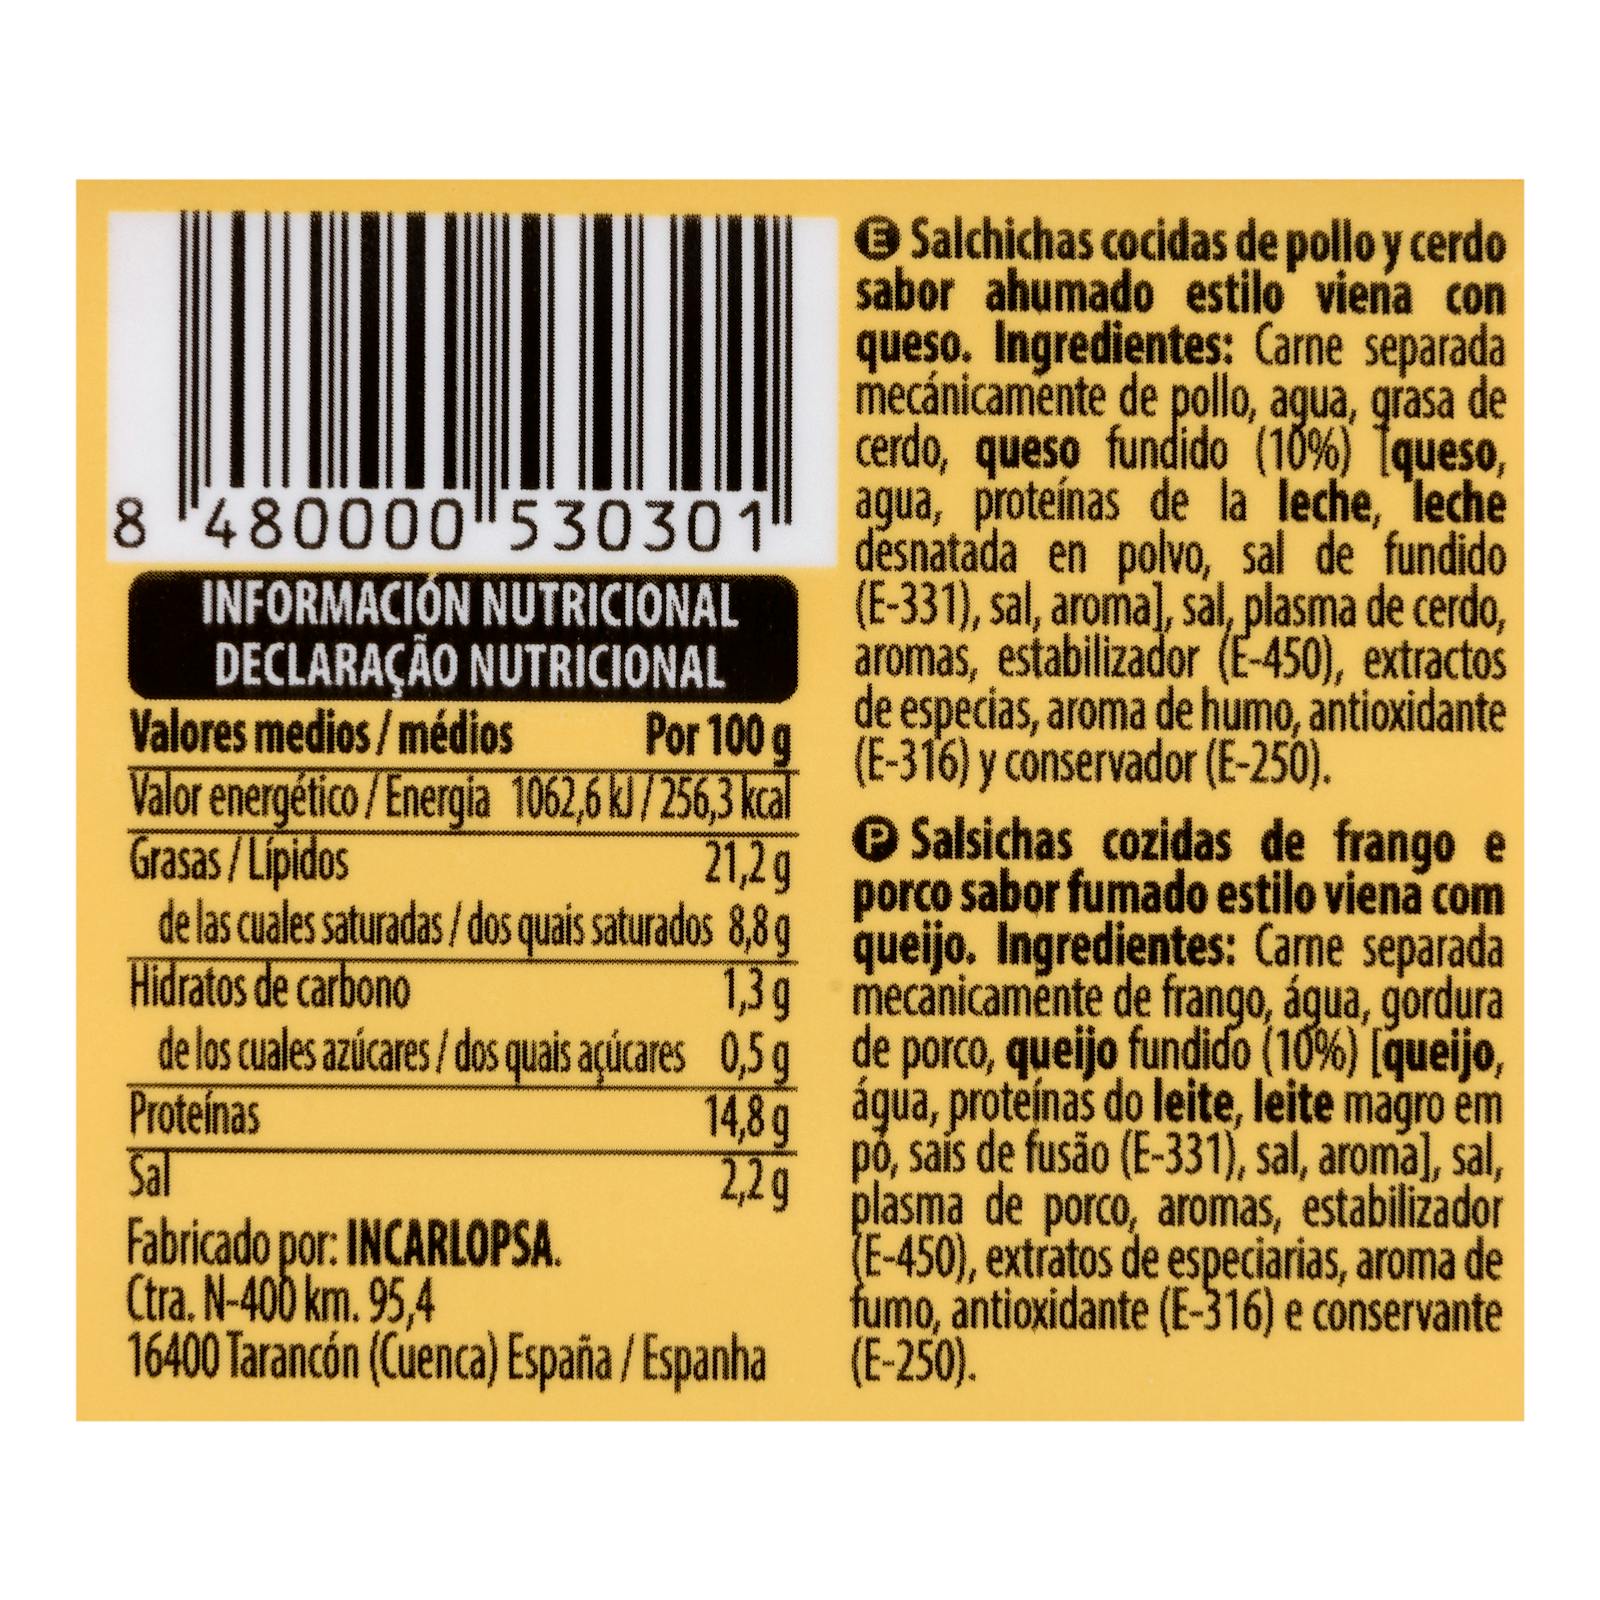 8 480000 530301
INFORMACIÓN NUTRICIONAL
DECLARAÇÃO NUTRICIONAL
Valores medios / médios Por 100 g
Valor energético / Energia 1062,6 kJ / 256,3 kcal
Grasas / Lípidos 21,2 g
de las cuales saturadas / dos quais saturados 8,8 g
Hidratos de carbono 1,3 g
de los cuales azúcares / dos quais açúcares 0,5 g
Proteínas 14,8 g
Sal 2,2 g
Fabricado por: INCARLOPSA.
Ctra. N-400 km. 95,4
16400 Tarancón (Cuenca) España / Espanha
E Salchichas cocidas de pollo y cerdo
sabor ahumado estilo viena con
queso. Ingredientes: Carne separada
mecánicamente de pollo, agua, grasa de
cerdo, queso fundido (10%) [queso,
agua, proteínas de la leche, leche
desnatada en polvo, sal de fundido
(E-331), sal, aroma], sal, plasma de cerdo,
aromas, estabilizador (E-450), extractos
de especias, aroma de humo, antioxidante
(E-316) y conservador (E-250).
P Salsichas cozidas de frango e
porco sabor fumado estilo viena com
queijo. Ingredientes: Carne separada
mecanicamente de frango, água, gordura
de porco, queijo fundido (10%) [queijo,
água, proteínas do leite, leite magro em
pó, sais de fusão (E-331), sal, aroma], sal,
plasma de porco, aromas, estabilizador
(E-450), extratos de especiarias, aroma de
fumo, antioxidante (E-316) e conservante
(E-250).